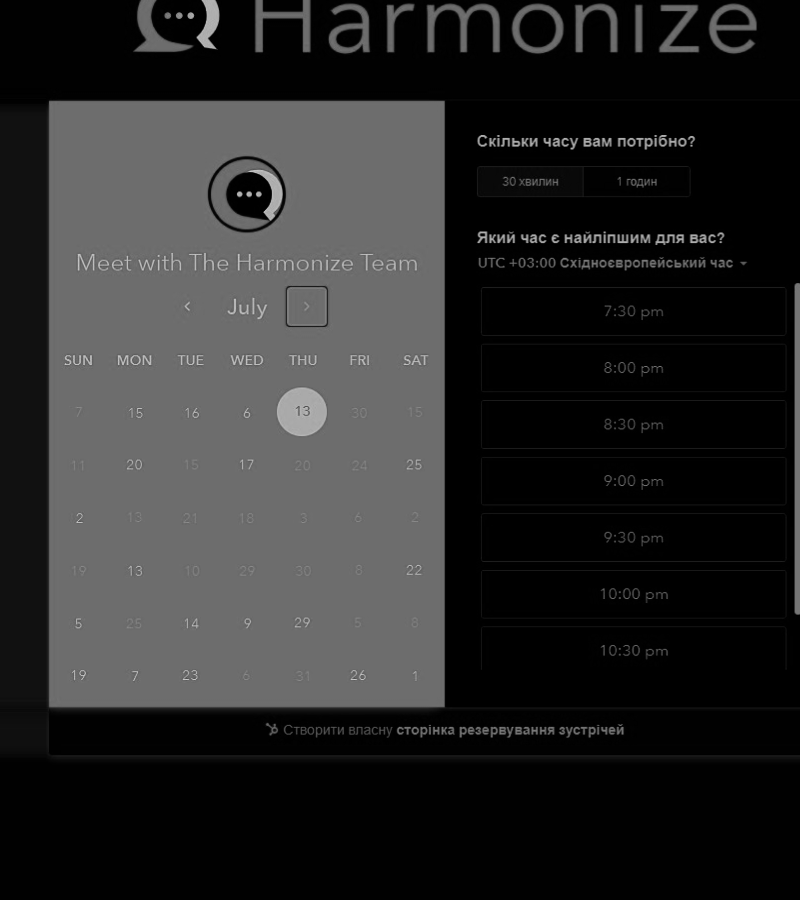 Harmonize
Meet with The Harmonize Team
July
SUN MON TUE WED THU FRI SAT
7 15 16 6 13 30 15
11 20 15 17 20 24 25
2 13 21 18 3 6 2
19 13 10 29 30 8 22
5 25 14 9 29 5 8
19 7 23 6 31 26 1
Скільки часу вам потрібно?
30 хвилин 1 годин
Який час є найліпшим для вас?
UTC +03:00 Східноєвропейський час
7:30 pm
8:00 pm
8:30 pm
9:00 pm
9:30 pm
10:00 pm
10:30 pm
Створити власну сторінка резервування зустрічей